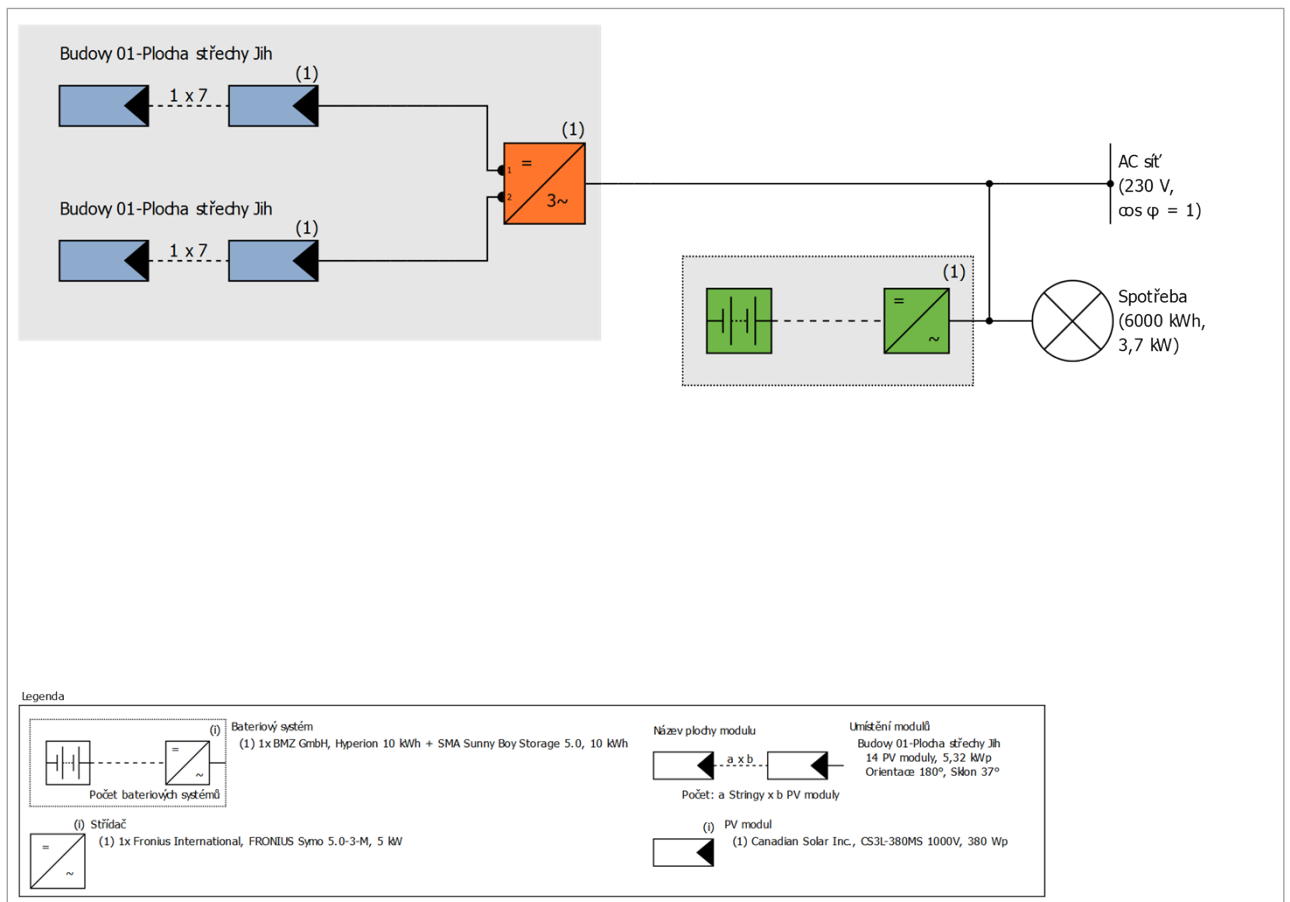 Budovy 01-Plocha střechy Jih
(1)
1 x 7
(1)
1
=
3~
2
Budovy 01-Plocha střechy Jih
(1)
1 x 7
AC síť
(230 V,
cos φ = 1)
(1)
=
~
Spotřeba
(6000 kWh,
3,7 kW)
Legenda
(i) Bateriový systém
(1) 1x BMZ GmbH, Hyperion 10 kWh + SMA Sunny Boy Storage 5.0, 10 kWh
=
~
Počet bateriových systémů
(i) Střídač
(1) 1x Fronius International, FRONIUS Symo 5.0-3-M, 5 kW
=
~
Název plochy modulu
a x b
Počet: a Stringy x b PV moduly
Umístění modulů
Budovy 01-Plocha střechy Jih
14 PV moduly, 5,32 kWp
Orientace 180°, Sklon 37°
(i) PV modul
(1) Canadian Solar Inc., CS3L-380MS 1000V, 380 Wp